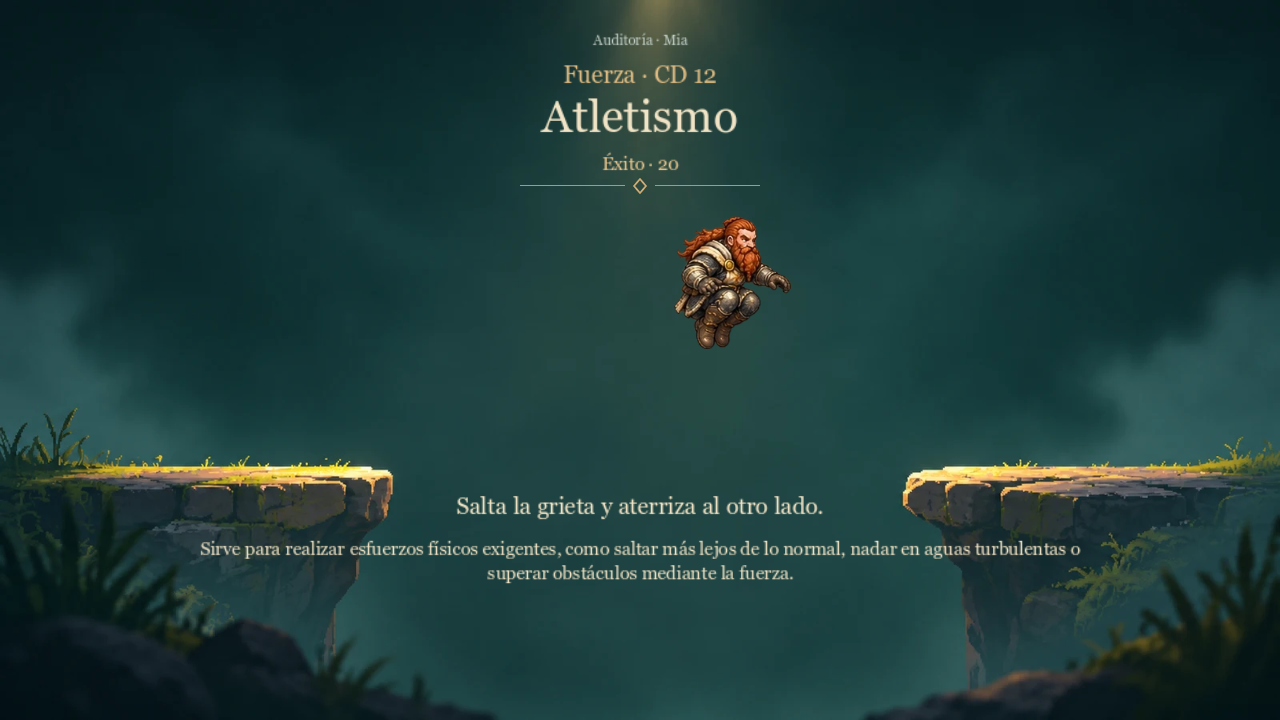 Auditoría · Mia
Fuerza · CD 12
Atletismo
Éxito · 20
Salta la grieta y aterriza al otro lado.
Sirve para realizar esfuerzos físicos exigentes, como saltar más lejos de lo normal, nadar en aguas turbulentas o
superar obstáculos mediante la fuerza.